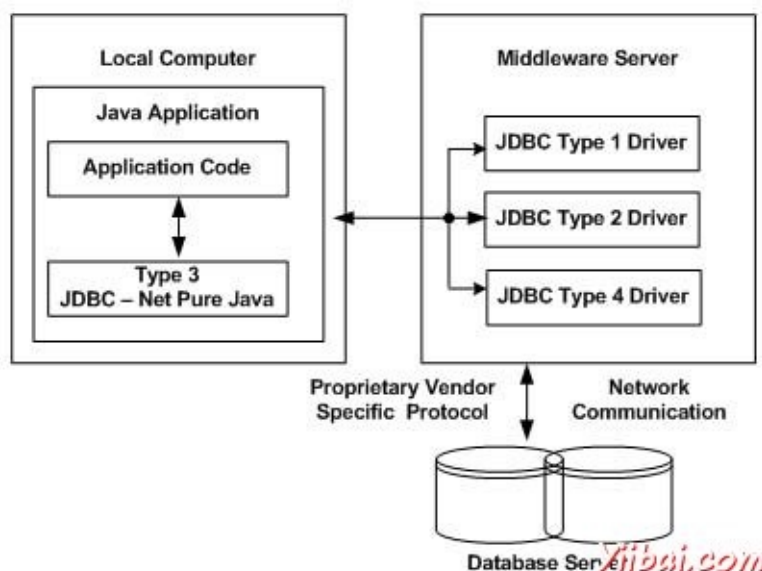 Local Computer
Java Application
Application Code
Type 3
JDBC – Net Pure Java
Middleware Server
JDBC Type 1 Driver
JDBC Type 2 Driver
JDBC Type 4 Driver
Proprietary Vendor
Specific Protocol
Network
Communication
Database
Yiibai.com